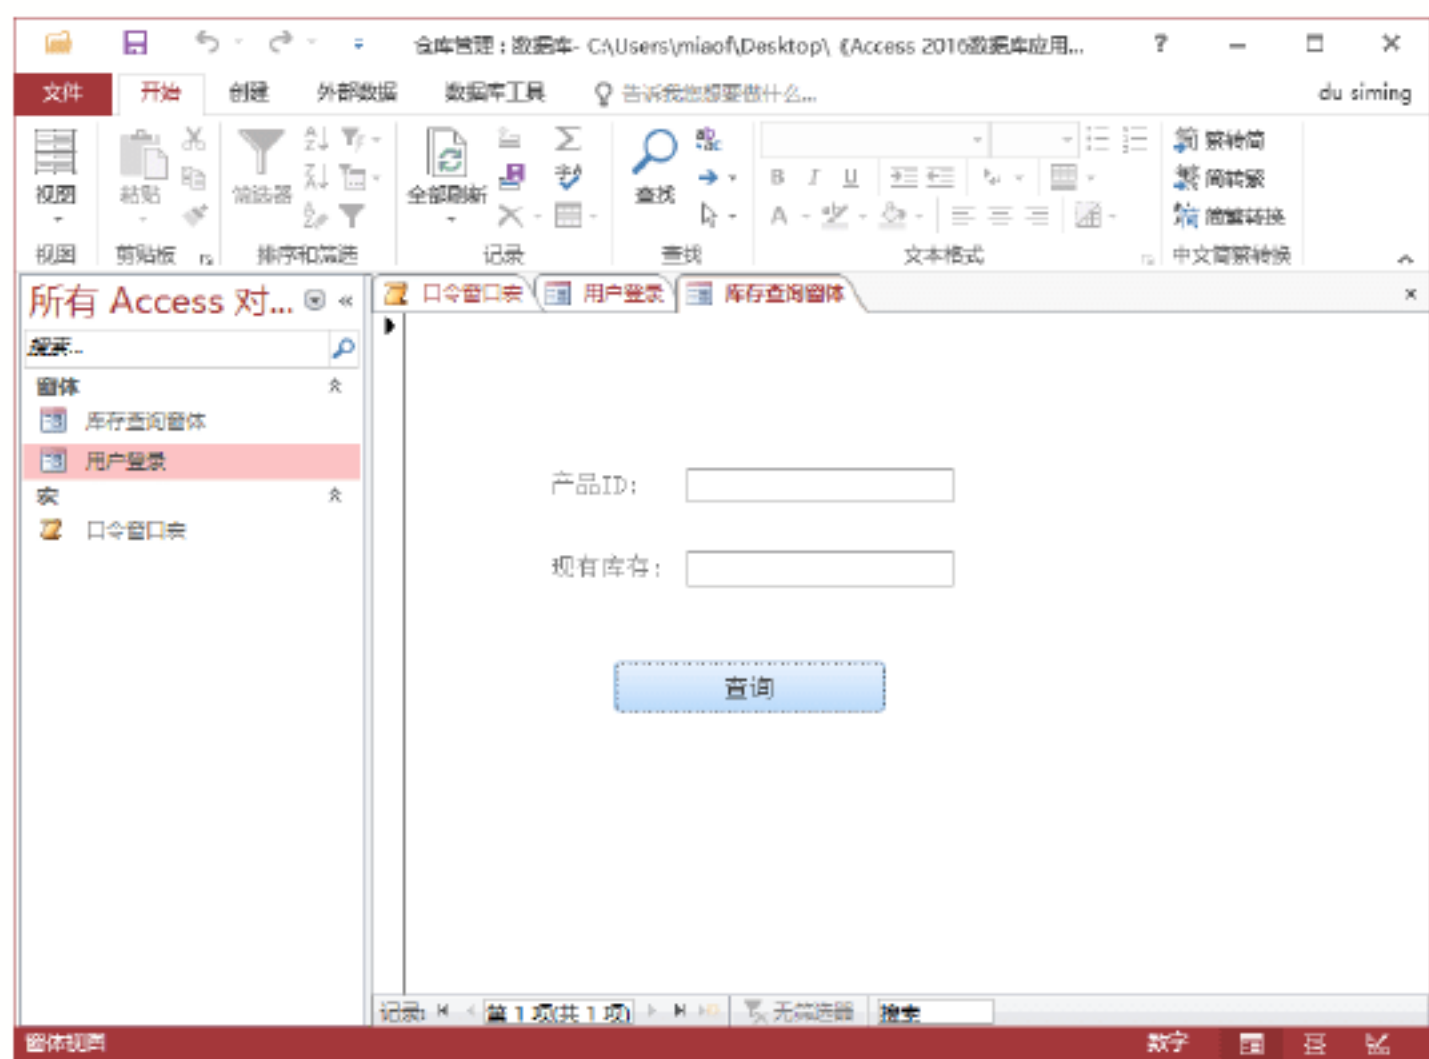 仓库管理：数据库- C:\Users\miaof\Desktop\《Access 2016数据库应用...
?
文件 开始 创建 外部数据 数据库工具 告诉我您想要做什么... du siming
视图 粘贴 筛选器 全部刷新 查找
B I U
A
繁转简
简转繁
简繁转换
视图 剪贴板 排序和筛选 记录 查找 文本格式 中文简繁转换
所有 Access 对...
搜索...
窗体
库存查询窗体
用户登录
宏
口令窗口宏
口令窗口宏 用户登录 库存查询窗体
产品ID:
现有库存:
查询
记录: 第 1 项(共 1 项) 无筛选器 搜索
窗体视图 数字